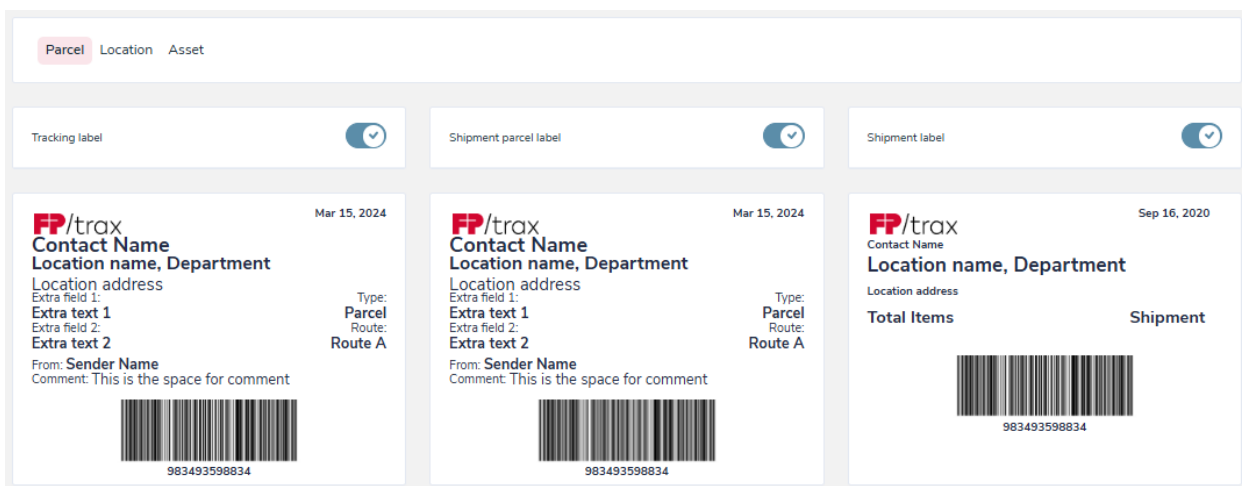 Parcel Location Asset
Tracking label
Shipment parcel label
Shipment label
FP/trax Mar 15, 2024
Contact Name
Location name, Department
Location address
Extra field 1: Type:
Extra text 1 Parcel
Extra field 2: Route:
Extra text 2 Route A
From: Sender Name
Comment: This is the space for comment
983493598834
FP/trax Mar 15, 2024
Contact Name
Location name, Department
Location address
Extra field 1: Type:
Extra text 1 Parcel
Extra field 2: Route:
Extra text 2 Route A
From: Sender Name
Comment: This is the space for comment
983493598834
FP/trax Sep 16, 2020
Contact Name
Location name, Department
Location address
Total Items Shipment
983493598834